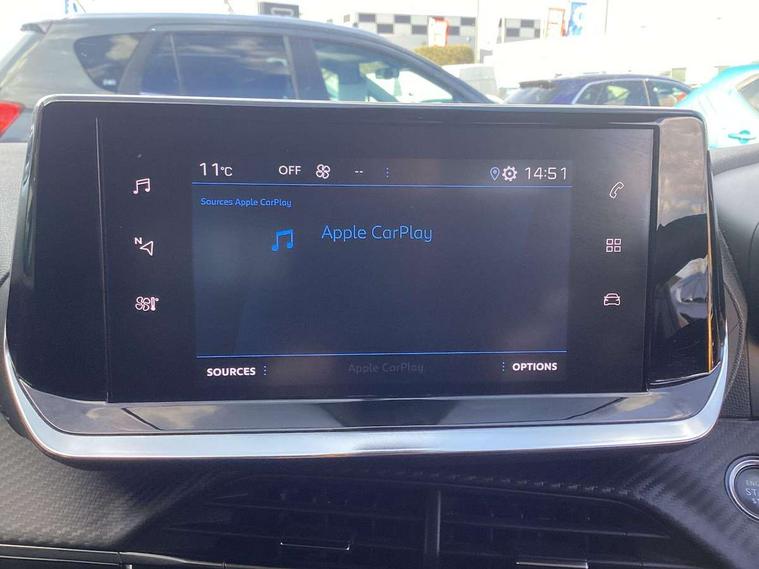 11°C OFF -- 14:51
Sources Apple CarPlay
Apple CarPlay
N
SOURCES Apple CarPlay OPTIONS